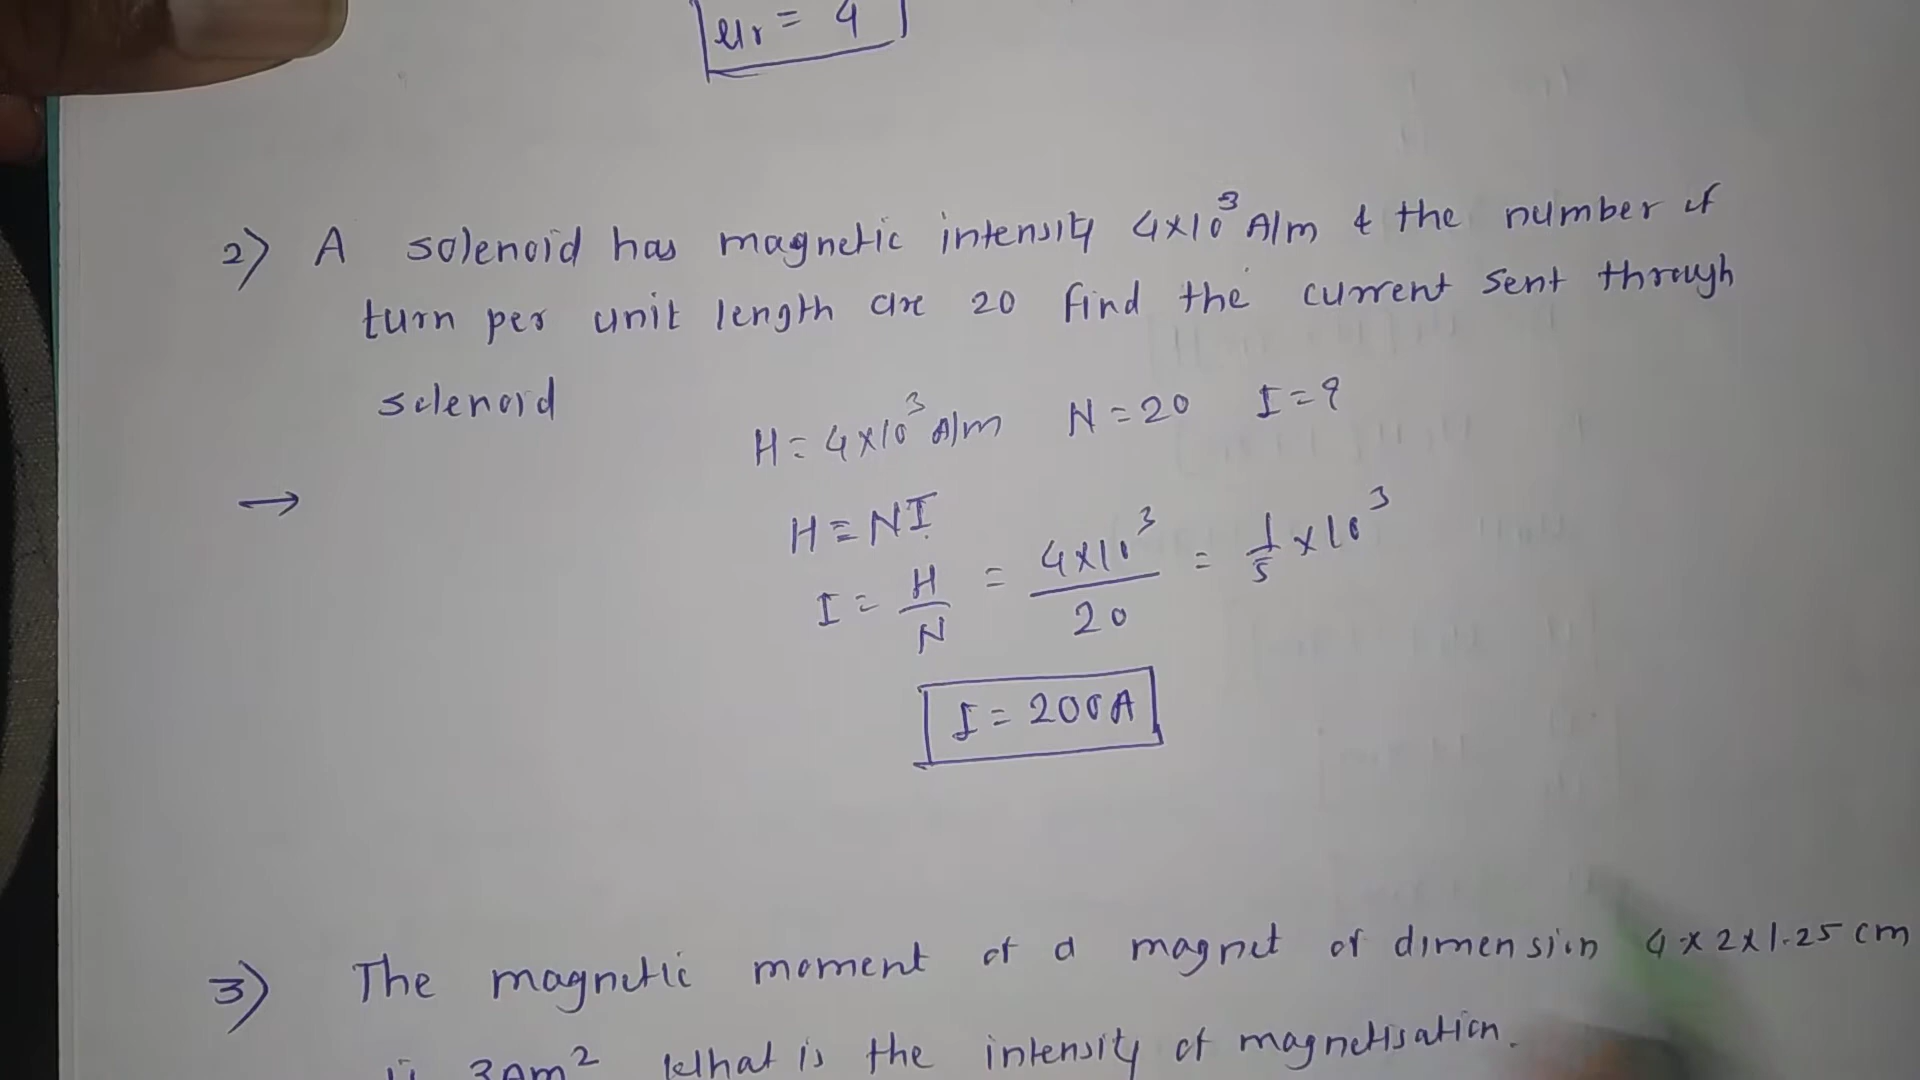 μr = 4
2) A solenoid has magnetic intensity 4×10³ A/m & the number of
turn per unit length are 20 find the current sent through
solenoid
H = 4×10³ A/m N = 20 I = ?
→
H = NI
I = H/N = 4×10³/20 = 1/5 × 10³
I = 200A
3) The magnetic moment of a magnet of dimension 4×2×1.25 cm
is 3Am² What is the intensity of magnetisation.